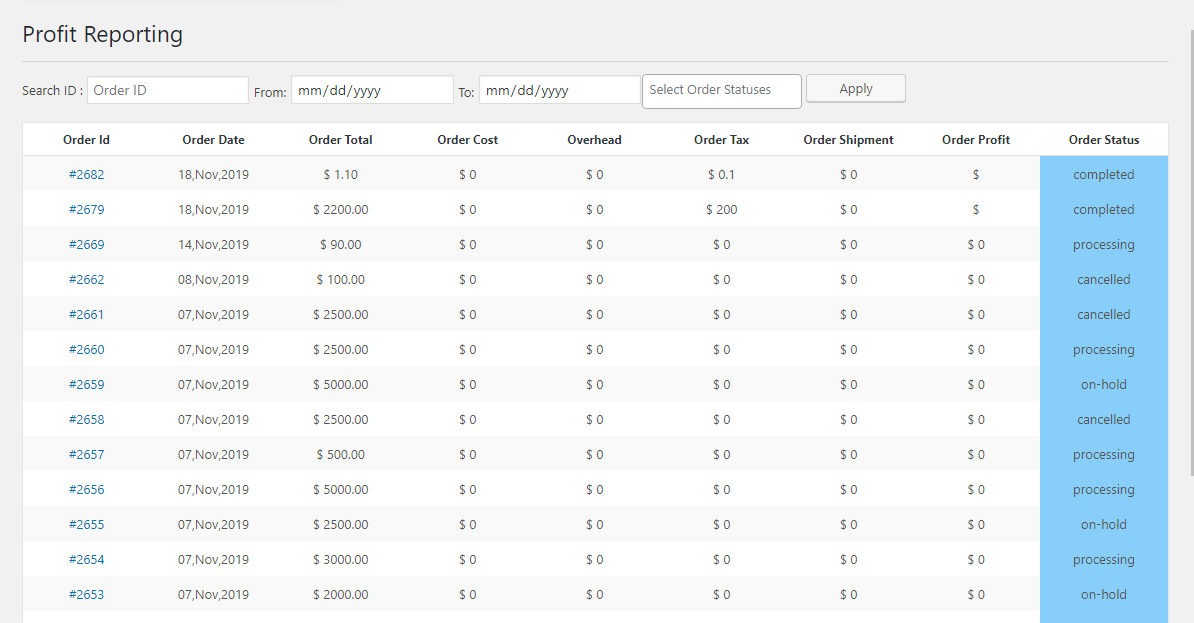 Profit Reporting
Search ID : Order ID From: mm/dd/yyyy To: mm/dd/yyyy Select Order Statuses Apply
Order Id Order Date Order Total Order Cost Overhead Order Tax Order Shipment Order Profit Order Status
#2682 18,Nov,2019 $ 1.10 $ 0 $ 0 $ 0.1 $ 0 $ completed
#2679 18,Nov,2019 $ 2200.00 $ 0 $ 0 $ 200 $ 0 $ completed
#2669 14,Nov,2019 $ 90.00 $ 0 $ 0 $ 0 $ 0 $ 0 processing
#2662 08,Nov,2019 $ 100.00 $ 0 $ 0 $ 0 $ 0 $ 0 cancelled
#2661 07,Nov,2019 $ 2500.00 $ 0 $ 0 $ 0 $ 0 $ 0 cancelled
#2660 07,Nov,2019 $ 2500.00 $ 0 $ 0 $ 0 $ 0 $ 0 processing
#2659 07,Nov,2019 $ 5000.00 $ 0 $ 0 $ 0 $ 0 $ 0 on-hold
#2658 07,Nov,2019 $ 2500.00 $ 0 $ 0 $ 0 $ 0 $ 0 cancelled
#2657 07,Nov,2019 $ 500.00 $ 0 $ 0 $ 0 $ 0 $ 0 processing
#2656 07,Nov,2019 $ 5000.00 $ 0 $ 0 $ 0 $ 0 $ 0 processing
#2655 07,Nov,2019 $ 2500.00 $ 0 $ 0 $ 0 $ 0 $ 0 on-hold
#2654 07,Nov,2019 $ 3000.00 $ 0 $ 0 $ 0 $ 0 $ 0 processing
#2653 07,Nov,2019 $ 2000.00 $ 0 $ 0 $ 0 $ 0 $ 0 on-hold